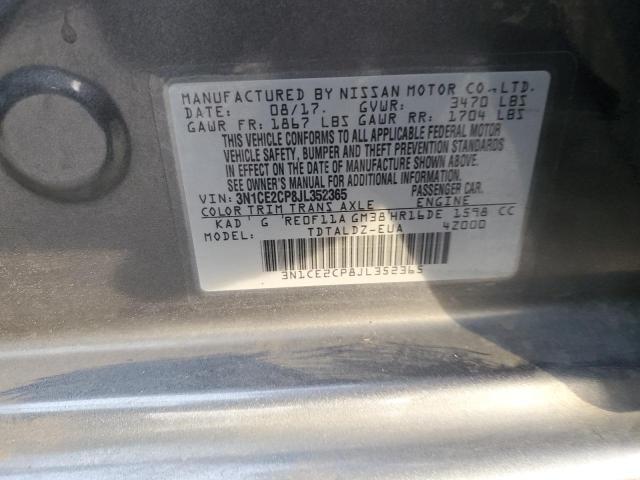 MANUFACTURED BY NISSAN MOTOR CO., LTD.
DATE: 08/17. GVWR: 3470 LBS
GAWR FR: 1867 LBS GAWR RR: 1704 LBS
THIS VEHICLE CONFORMS TO ALL APPLICABLE FEDERAL MOTOR
VEHICLE SAFETY, BUMPER AND THEFT PREVENTION STANDARDS
IN EFFECT ON THE DATE OF MANUFACTURE SHOWN ABOVE.
SEE OWNER'S MANUAL FOR ADDITIONAL INFORMATION.
VIN: 3N1CE2CP8JL352365 PASSENGER CAR.
COLOR TRIM TRANS AXLE ENGINE
KAD ' G ' RE0F11A GM38 ' HR16DE 1598 CC
MODEL: TDTALDZ-EUA 4Z000
3N1CE2CP8JL352365